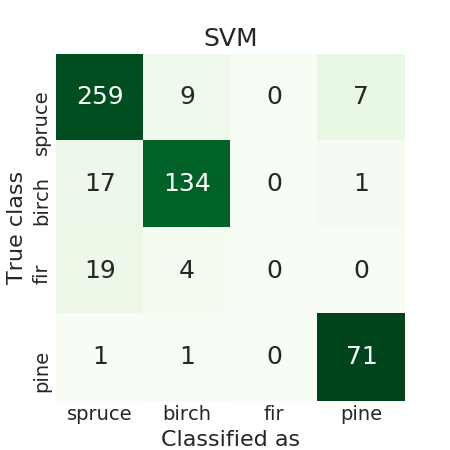 SVM
True class
spruce 259 9 0 7
birch 17 134 0 1
fir 19 4 0 0
pine 1 1 0 71
spruce birch fir pine
Classified as